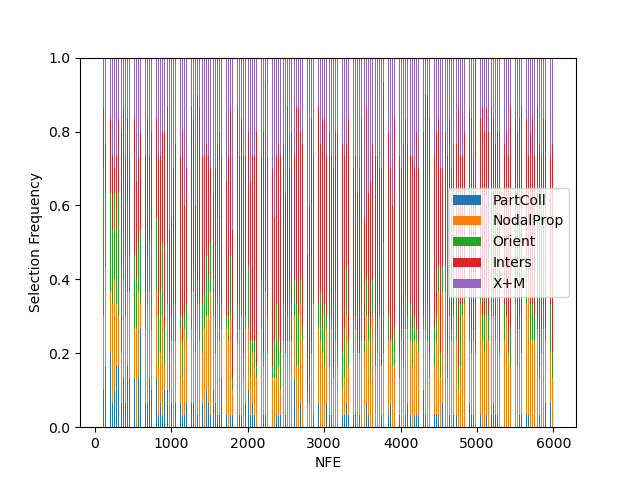 1.0
0.8
0.6
0.4
0.2
0.0
Selection Frequency
PartColl
NodalProp
Orient
Inters
X+M
0
1000
2000
3000
4000
5000
6000
NFE